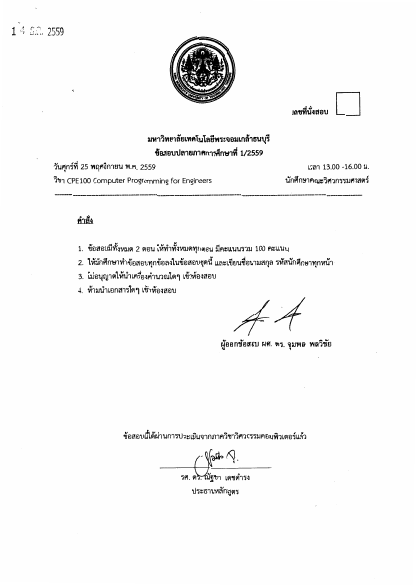 1 4 ธ.ค. 2559
เลขที่นั่งสอบ
มหาวิทยาลัยเทคโนโลยีพระจอมเกล้าธนบุรี
ข้อสอบปลายภาคการศึกษาที่ 1/2559
วันศุกร์ที่ 25 พฤศจิกายน พ.ศ. 2559 เวลา 13.00 -16.00 น.
วิชา CPE100 Computer Programming for Engineers นักศึกษาคณะวิศวกรรมศาสตร์
คำสั่ง
1. ข้อสอบมีทั้งหมด 2 ตอน ให้ทำทั้งหมดทุกตอน มีคะแนนรวม 100 คะแนน
2. ให้นักศึกษาทำข้อสอบทุกข้อลงในข้อสอบชุดนี้ และเขียนชื่อนามสกุล รหัสนักศึกษาทุกหน้า
3. ไม่อนุญาตให้นำเครื่องคำนวณใดๆ เข้าห้องสอบ
4. ห้ามนำเอกสารใดๆ เข้าห้องสอบ
ผู้ออกข้อสอบ ผศ. ดร. จุมพล พลวิชัย
ข้อสอบนี้ได้ผ่านการประเมินจากภาควิชาวิศวกรรมคอมพิวเตอร์แล้ว
รศ. ดร. ณัฐชา เดชดำรง
ประธานหลักสูตร